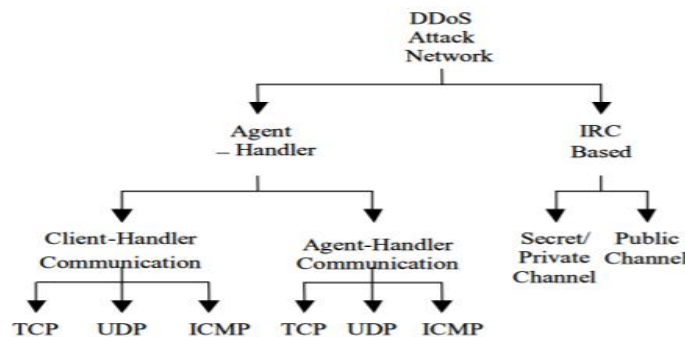 DDoS
Attack
Network
Agent
– Handler
IRC
Based
Client-Handler
Communication
Agent-Handler
Communication
Secret/
Private
Channel
Public
Channel
TCP UDP ICMP
TCP UDP ICMP